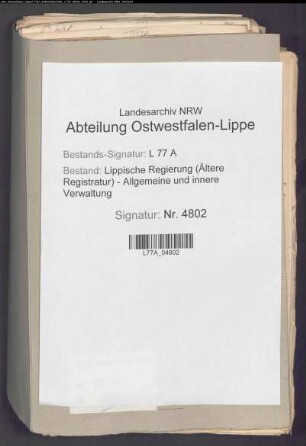 Landesarchiv NRW
Abteilung Ostwestfalen-Lippe
Bestands-Signatur: L 77 A
Bestand: Lippische Regierung (Ältere
Registratur) - Allgemeine und innere
Verwaltung
Signatur: Nr. 4802
L77A_04802